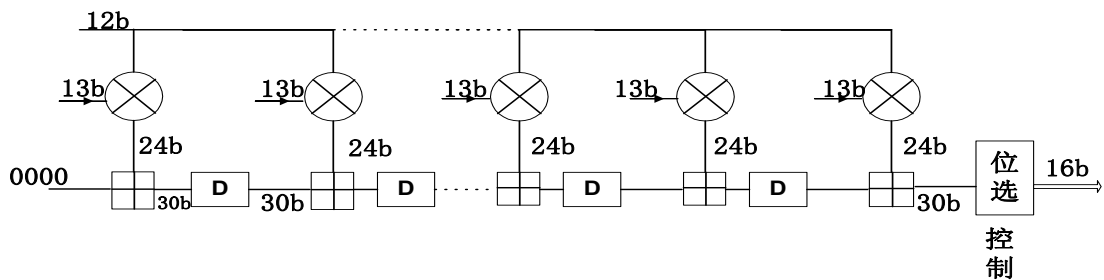 12b
13b 13b 13b 13b 13b
24b 24b 24b 24b 24b
0000 D D D D 位选 16b
30b 30b 30b
控制